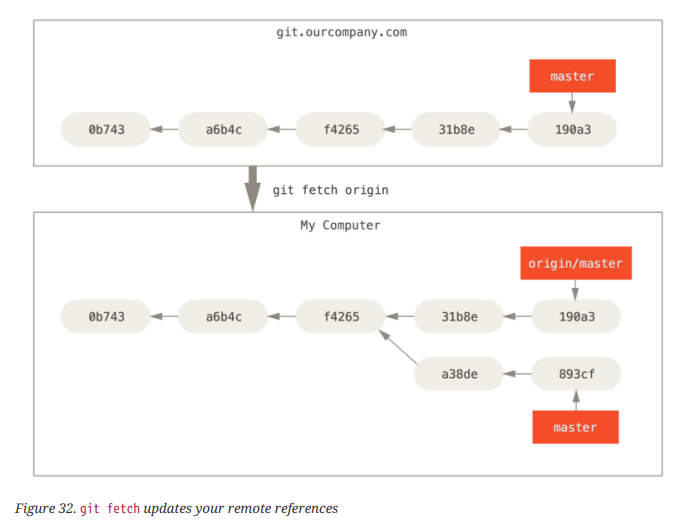 git.ourcompany.com
master
0b743 a6b4c f4265 31b8e 190a3
git fetch origin
My Computer
origin/master
0b743 a6b4c f4265 31b8e 190a3
a38de 893cf
master
Figure 32. git fetch updates your remote references